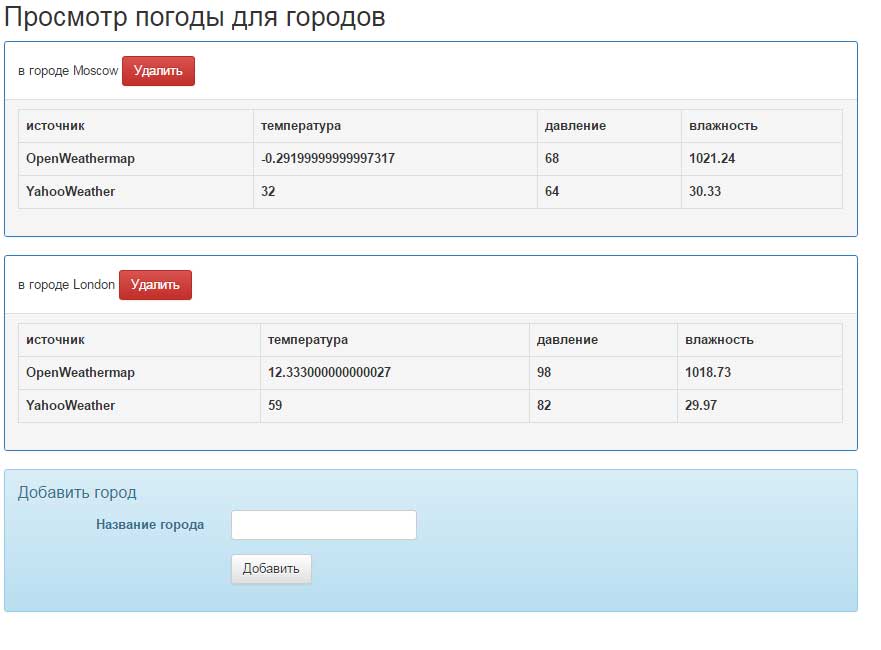 Просмотр погоды для городов
в городе Moscow Удалить
источник температура давление влажность
OpenWeathermap -0.29199999999997317 68 1021.24
YahooWeather 32 64 30.33
в городе London Удалить
источник температура давление влажность
OpenWeathermap 12.333000000000027 98 1018.73
YahooWeather 59 82 29.97
Добавить город
Название города
Добавить